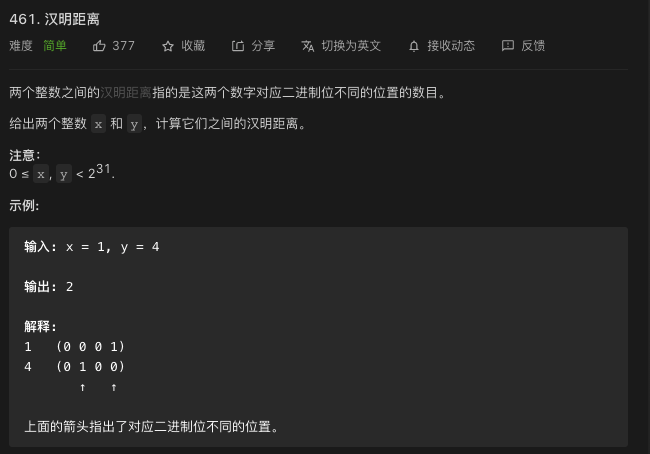 461. 汉明距离
难度 简单 377 收藏 分享 切换为英文 接收动态 反馈
两个整数之间的汉明距离指的是这两个数字对应二进制位不同的位置的数目。
给出两个整数 x 和 y，计算它们之间的汉明距离。
注意：
0 ≤ x, y < 2³¹.
示例:
输入: x = 1, y = 4
输出: 2
解释:
1   (0 0 0 1)
4   (0 1 0 0)
       ↑   ↑
上面的箭头指出了对应二进制位不同的位置。